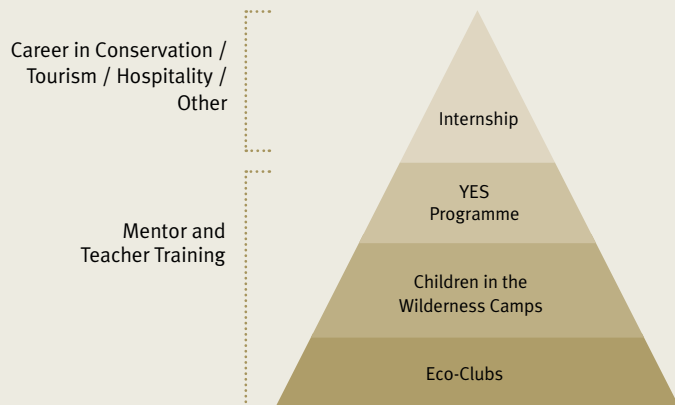 Career in Conservation /
Tourism / Hospitality /
Other
Internship
YES
Programme
Mentor and
Teacher Training
Children in the
Wilderness Camps
Eco-Clubs